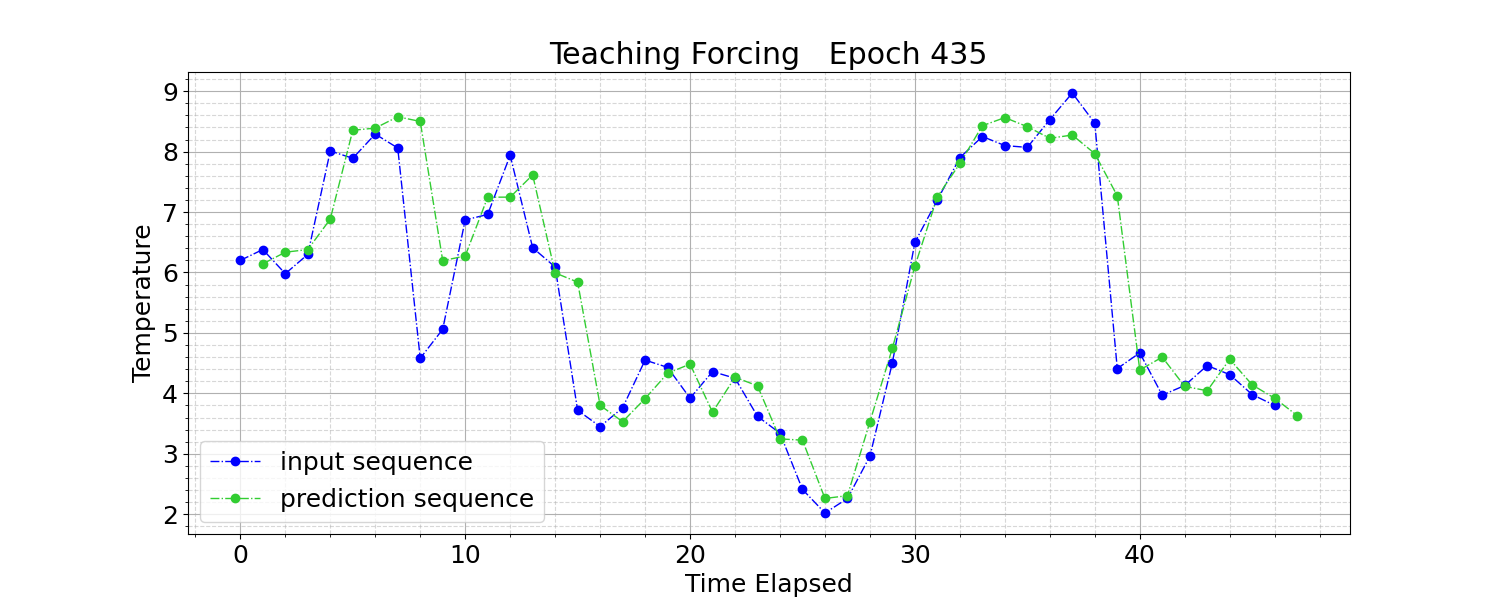 Teaching Forcing   Epoch 435
9
8
7
6
5
4
3
2
Temperature
input sequence
prediction sequence
0 10 20 30 40
Time Elapsed